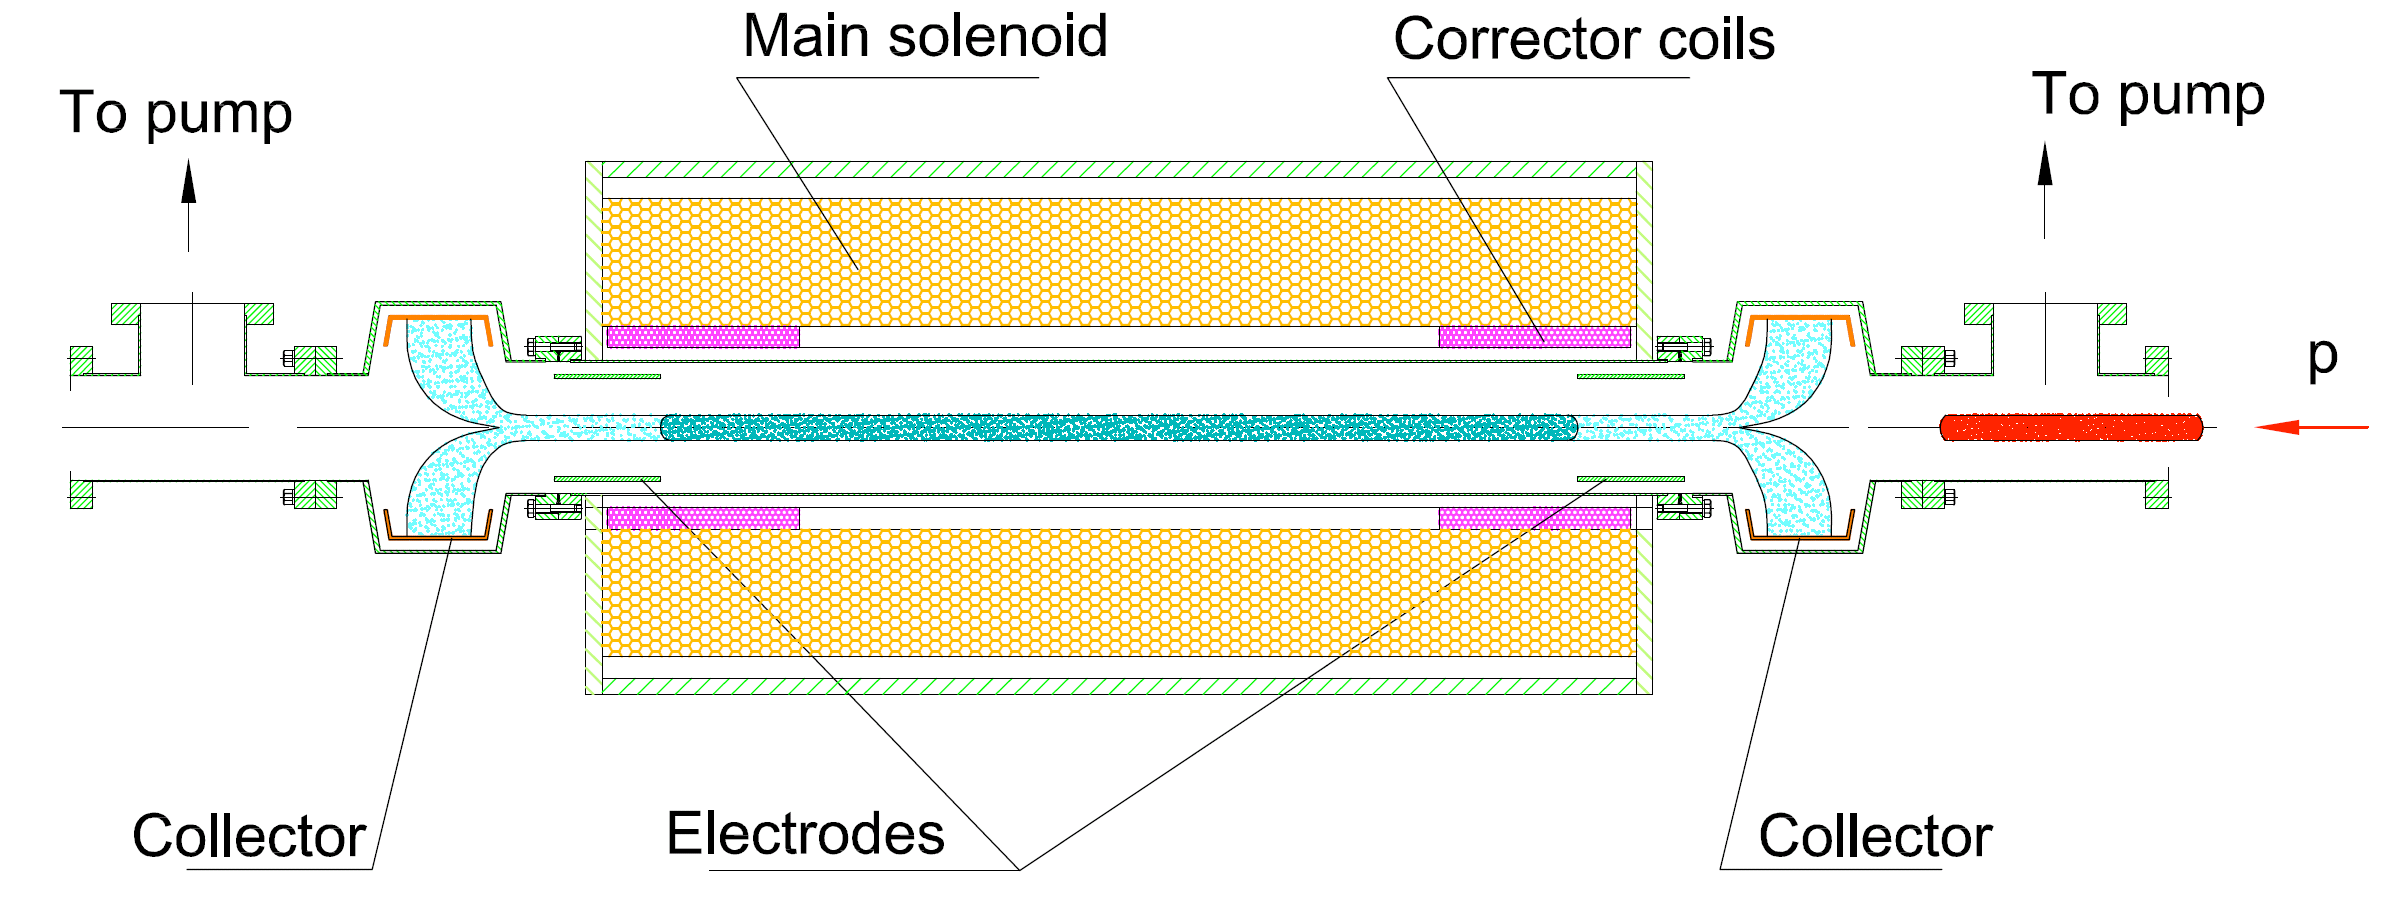 Main solenoid
Corrector coils
To pump
To pump
p
Collector
Electrodes
Collector